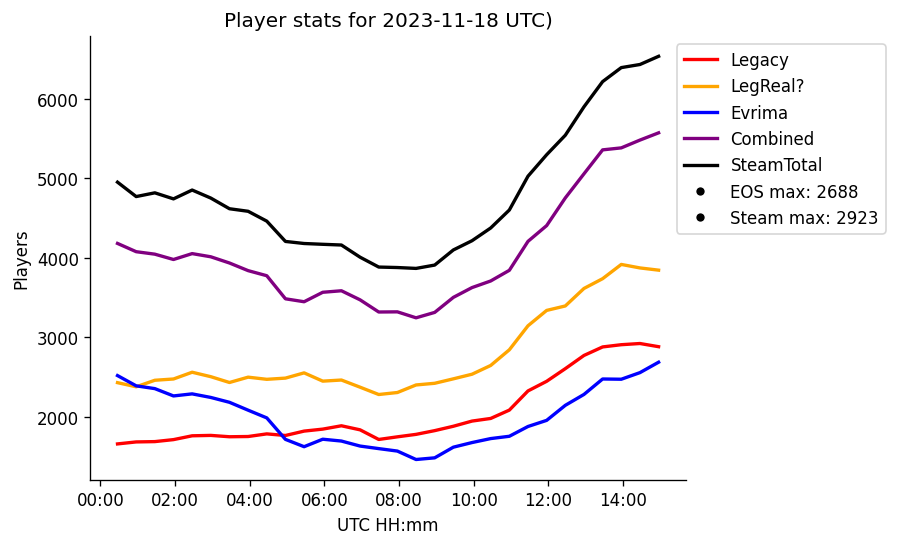 Player stats for 2023-11-18 UTC)
Legacy
LegReal?
Evrima
Combined
SteamTotal
EOS max: 2688
Steam max: 2923
6000
5000
4000
3000
2000
Players
00:00 02:00 04:00 06:00 08:00 10:00 12:00 14:00
UTC HH:mm